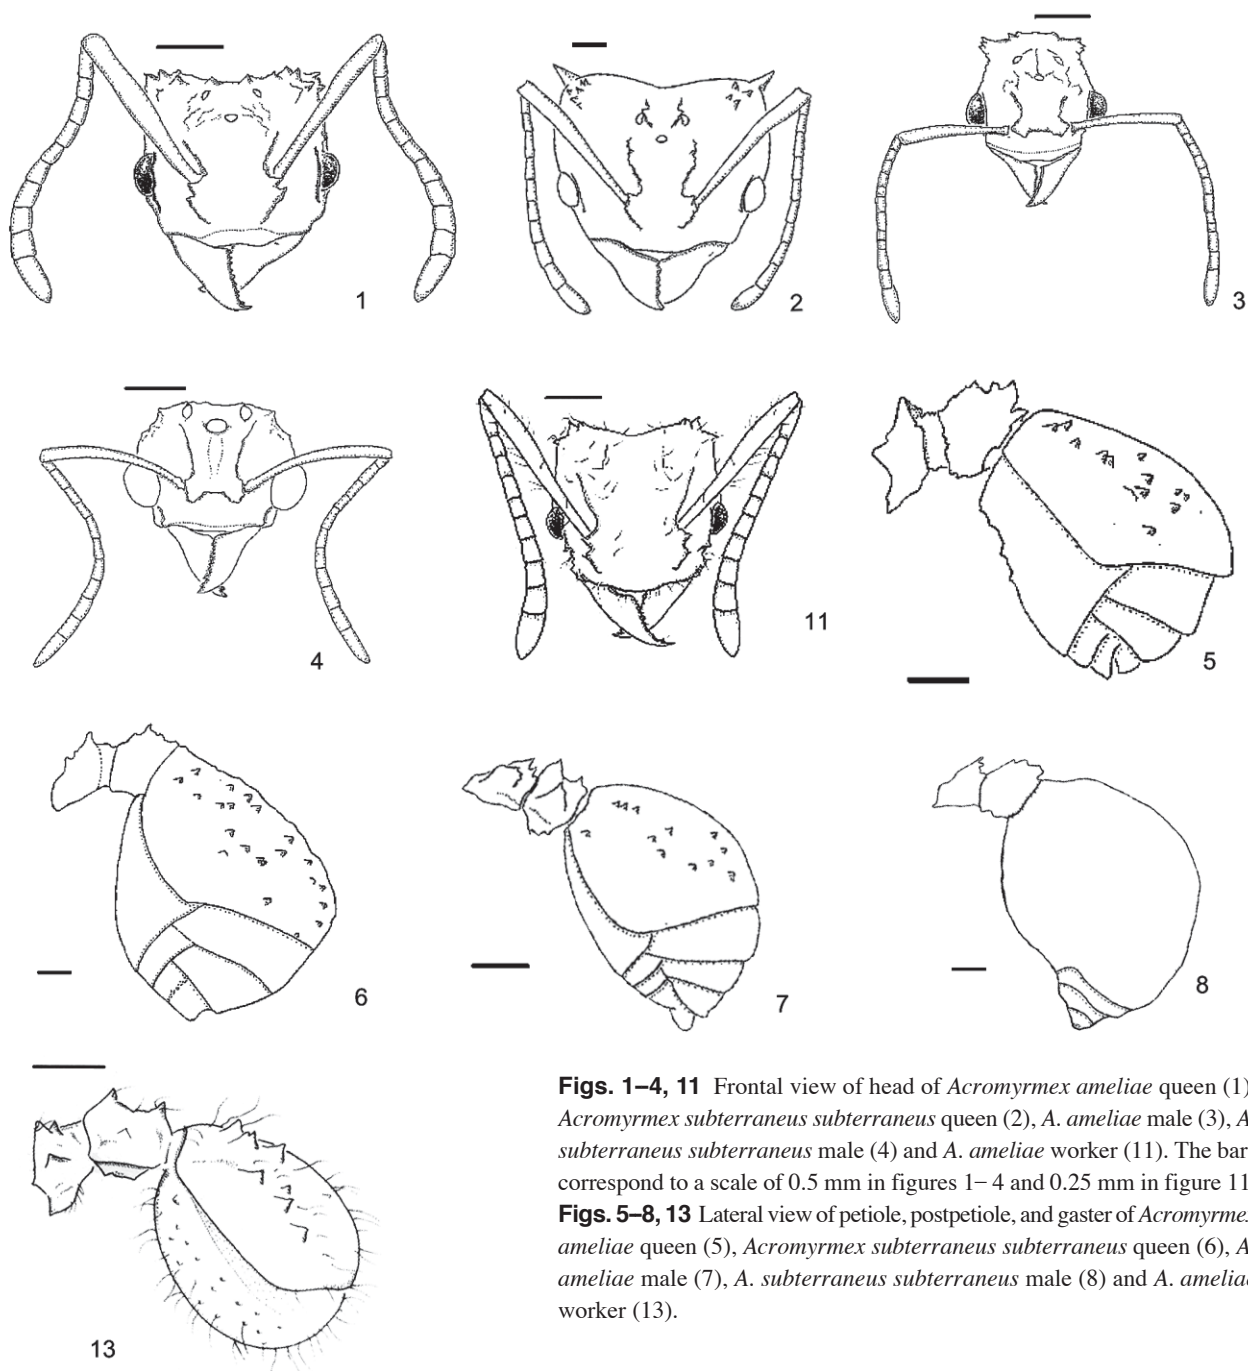 1
2
3
4
11
5
6
7
8
13
Figs. 1–4, 11 Frontal view of head of Acromyrmex ameliae queen (1)
Acromyrmex subterraneus subterraneus queen (2), A. ameliae male (3), A
subterraneus subterraneus male (4) and A. ameliae worker (11). The bar
correspond to a scale of 0.5 mm in figures 1– 4 and 0.25 mm in figure 11
Figs. 5–8, 13 Lateral view of petiole, postpetiole, and gaster of Acromyrmex
ameliae queen (5), Acromyrmex subterraneus subterraneus queen (6), A
ameliae male (7), A. subterraneus subterraneus male (8) and A. ameliae
worker (13).